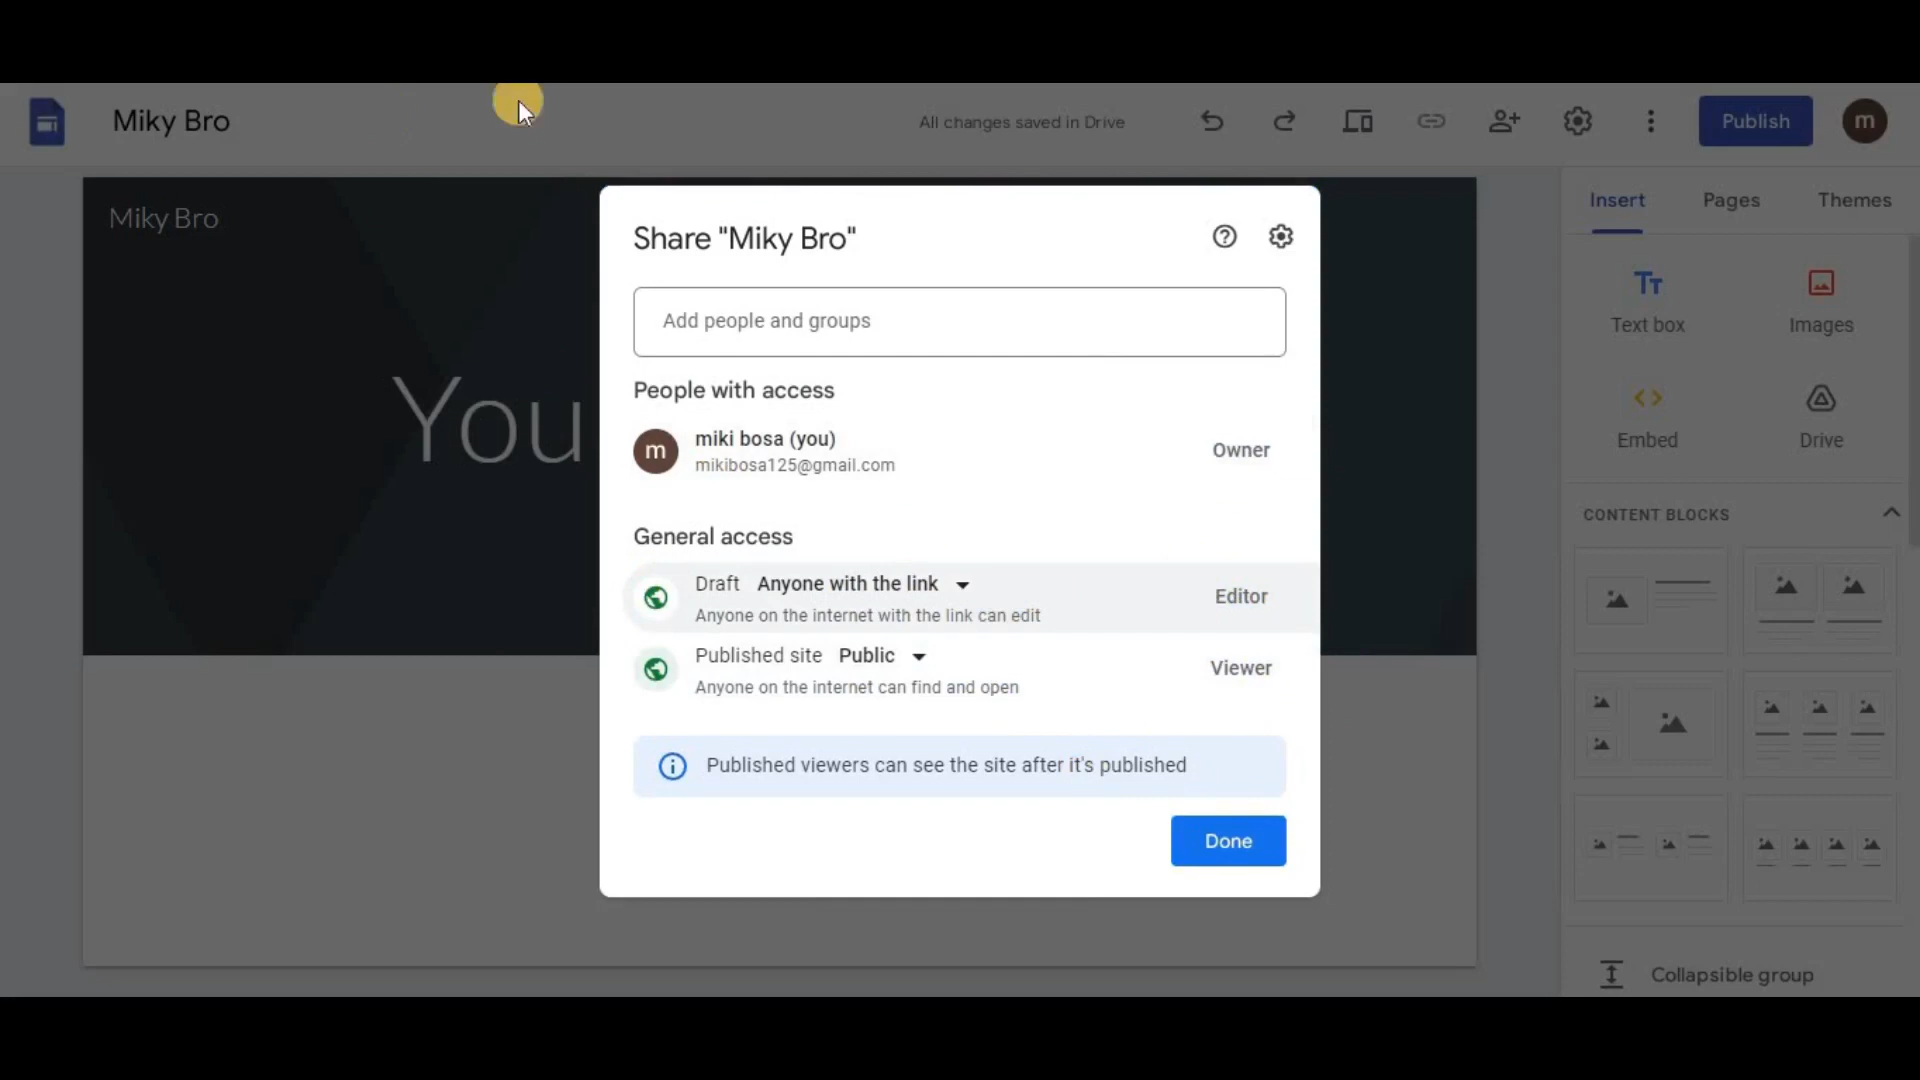 Miky Bro
All changes saved in Drive
Publish
m
Miky Bro
You
Share "Miky Bro"
Add people and groups
People with access
m
miki bosa (you)
mikibosa125@gmail.com
Owner
General access
Draft Anyone with the link
Anyone on the internet with the link can edit
Editor
Published site Public
Anyone on the internet can find and open
Viewer
Published viewers can see the site after it's published
Done
Insert Pages Themes
Tт
Text box Images
Embed Drive
CONTENT BLOCKS
Collapsible group